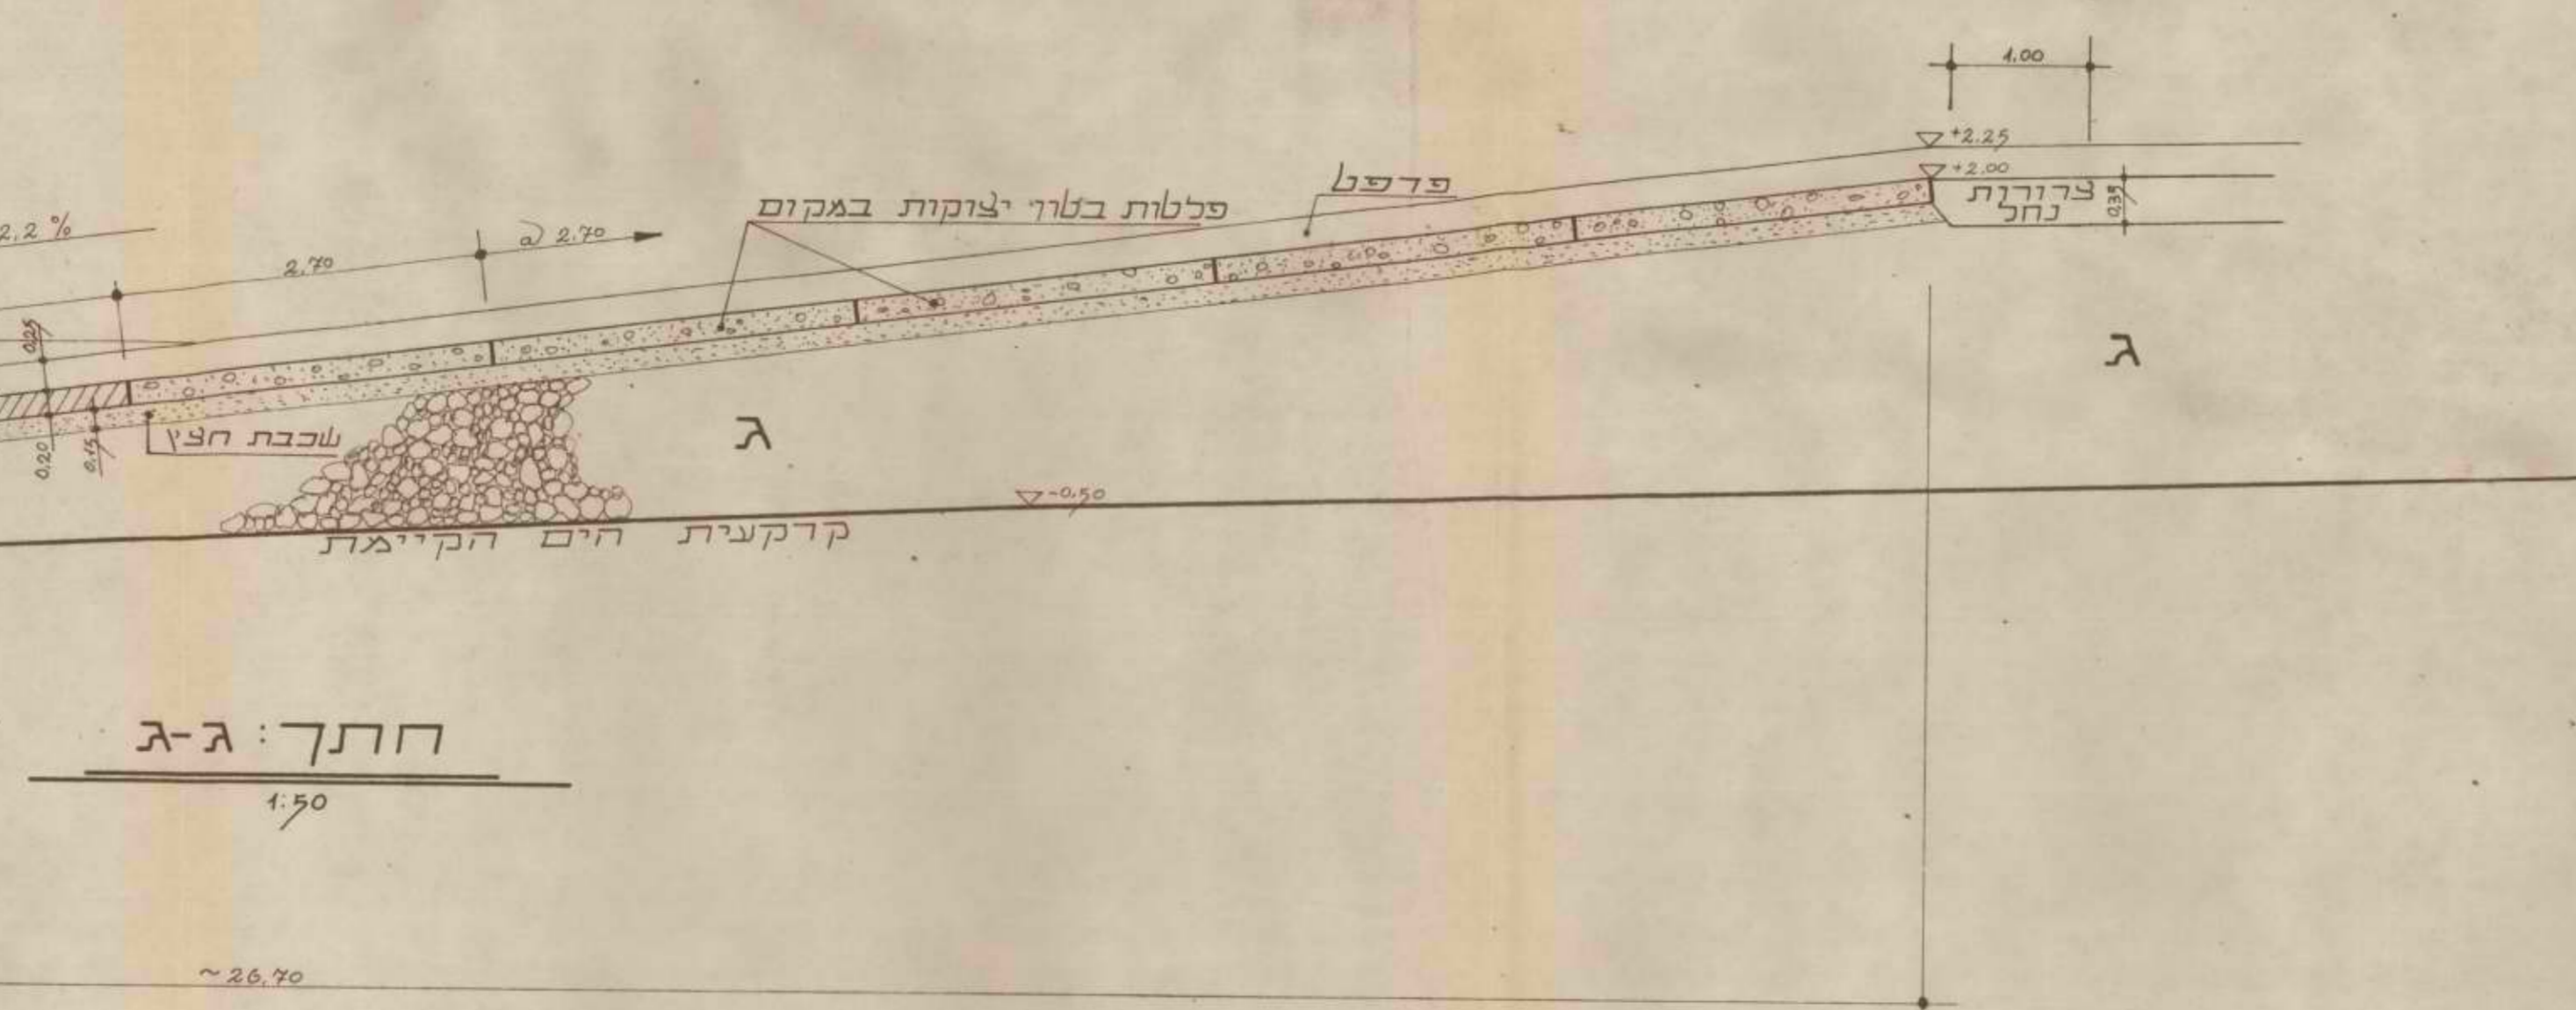 1.00
+2.25
+2.00
צרורות
נחל
0,35
פרפט
פלטות בטון יצוקות במקום
2,2 %
2,70
@ 2.70
0,25
0,20
0,15
שכבת חצץ
ג
ג
-0,50
קרקעית הים הקיימת
חתך: ג-ג
1:50
~26,70